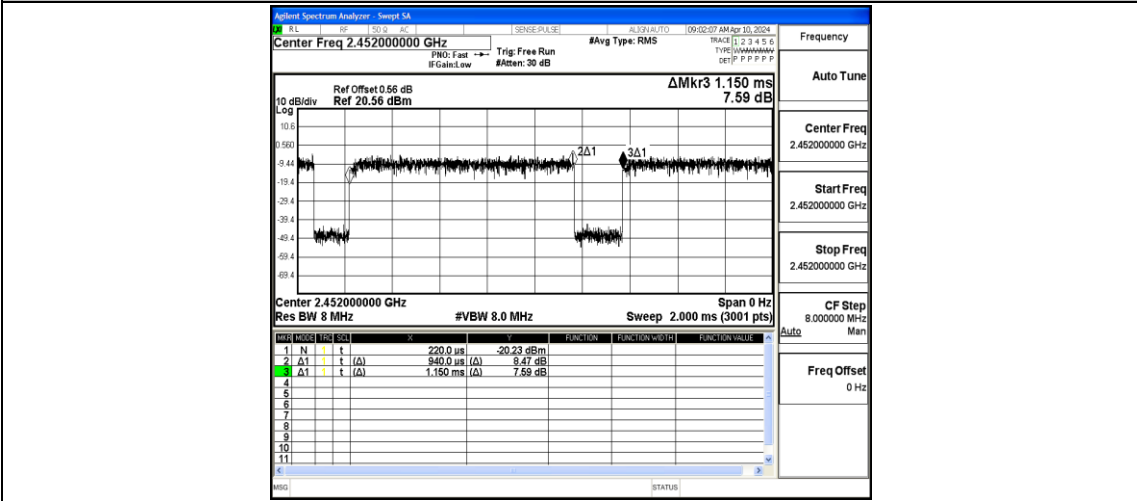 Agilent Spectrum Analyzer - Swept SA
RL RF 50 Ω AC SENSE:PULSE ALIGN AUTO 09:02:07 AM Apr 10, 2024
Center Freq 2.452000000 GHz
PNO: Fast
IFGain:Low
Trig: Free Run
#Atten: 30 dB
#Avg Type: RMS
TRACE 1 2 3 4 5 6
TYPE
DET P P P P P P
Frequency
Auto Tune
Center Freq
2.452000000 GHz
Start Freq
2.452000000 GHz
Stop Freq
2.452000000 GHz
CF Step
8.000000 MHz
Auto Man
Freq Offset
0 Hz
ΔMkr3 1.150 ms
7.59 dB
Ref Offset 0.56 dB
10 dB/div Ref 20.56 dBm
Log
10.6
0.560
-9.44
-19.4
-29.4
-39.4
-49.4
-59.4
-69.4
2Δ1
3Δ1
Center 2.452000000 GHz Span 0 Hz
Res BW 8 MHz #VBW 8.0 MHz Sweep 2.000 ms (3001 pts)
MKR MODE TRC SCL X Y FUNCTION FUNCTION WIDTH FUNCTION VALUE
1 N 1 t 220.0 µs -20.23 dBm
2 Δ1 1 t (Δ) 940.0 µs (Δ) 8.47 dB
3 Δ1 1 t (Δ) 1.150 ms (Δ) 7.59 dB
4
5
6
7
8
9
10
11
MSG STATUS